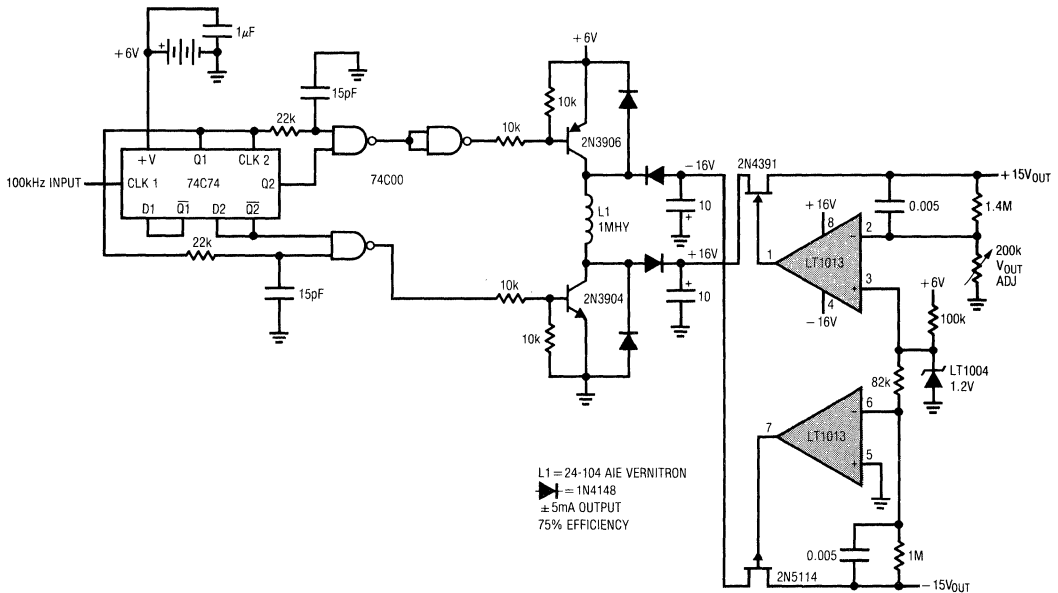 1µF
+6V
+
15pF
22k
+V
Q1
CLK 2
100kHz INPUT
CLK 1
74C74
Q2
D1
Q̅1̅
D2
Q̅2̅
22k
15pF
74C00
+6V
10k
10k
2N3906
-16V
10
+
L1
1MHY
+16V
+
10
10k
2N3904
10k
2N4391
+15VOUT
0.005
1.4M
+16V
8
2
-
1
LT1013
200k
VOUT
ADJ
3
+
4
-16V
+6V
100k
82k
LT1004
1.2V
6
-
7
LT1013
5
+
0.005
1M
2N5114
-15VOUT
L1 = 24-104 AIE VERNITRON
= 1N4148
±5mA OUTPUT
75% EFFICIENCY